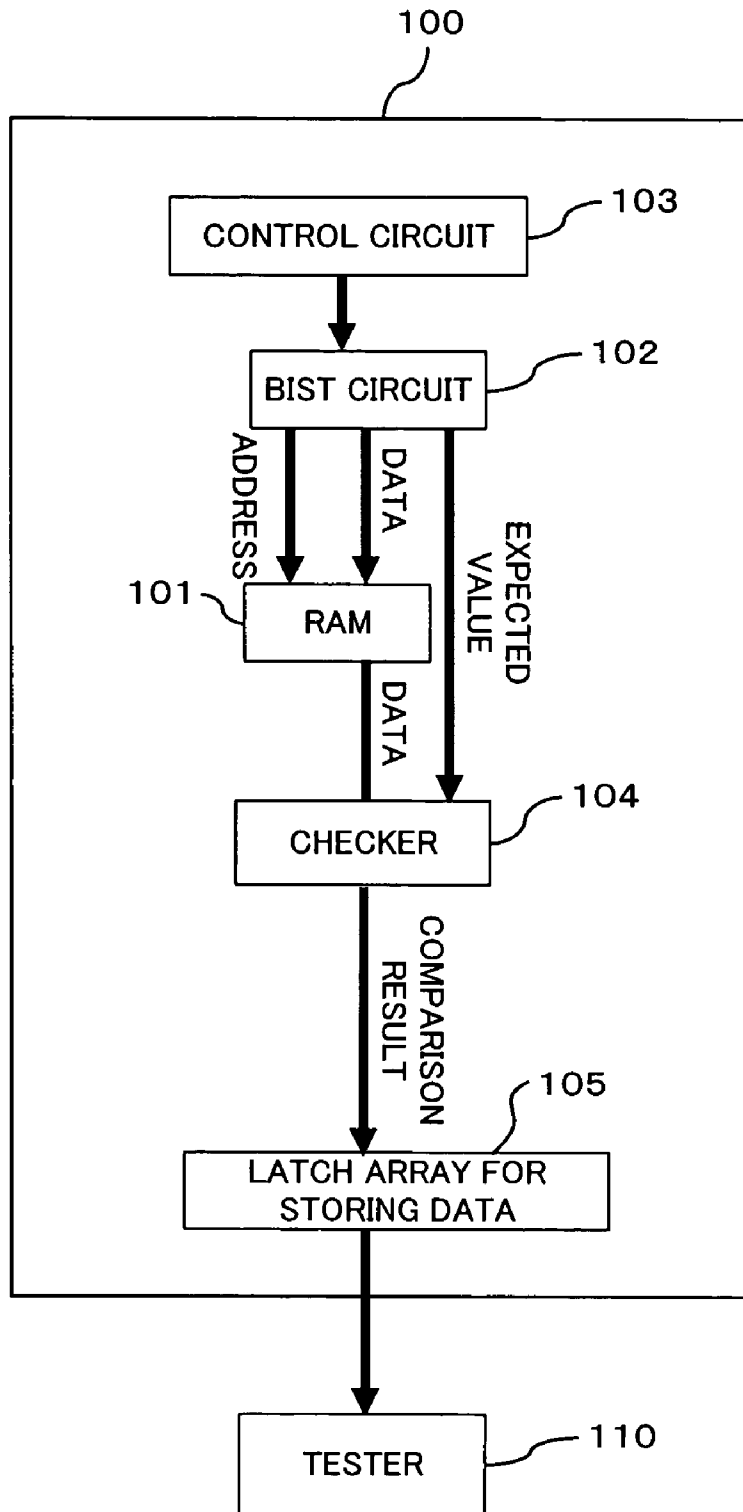 100
103
CONTROL CIRCUIT
102
BIST CIRCUIT
ADDRESS
DATA
EXPECTED
VALUE
101
RAM
DATA
104
CHECKER
COMPARISON
RESULT
105
LATCH ARRAY FOR
STORING DATA
110
TESTER